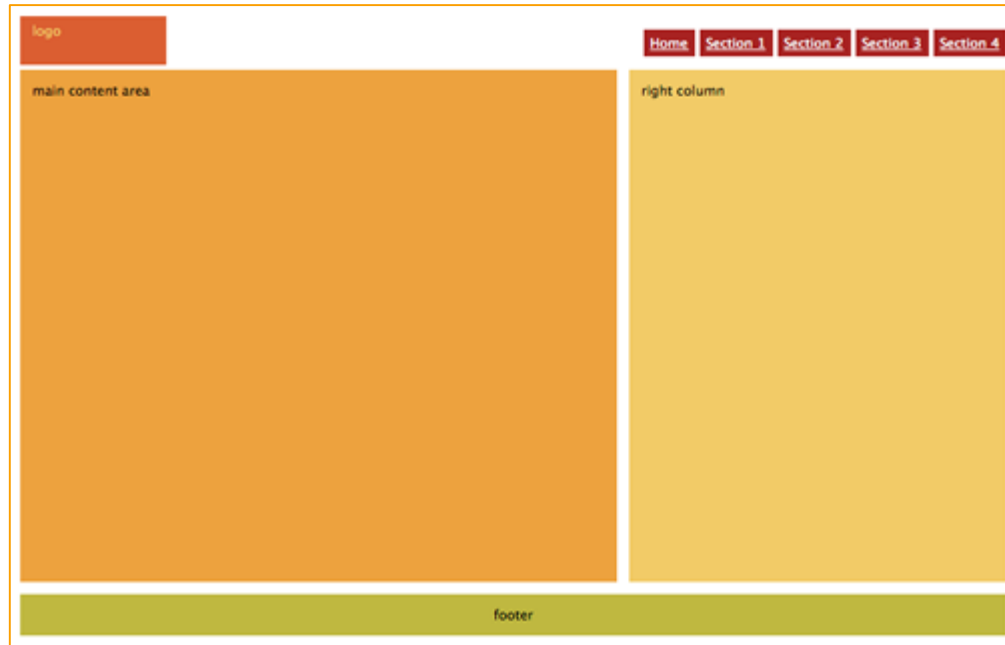 logo
Home Section 1 Section 2 Section 3 Section 4
main content area
right column
footer